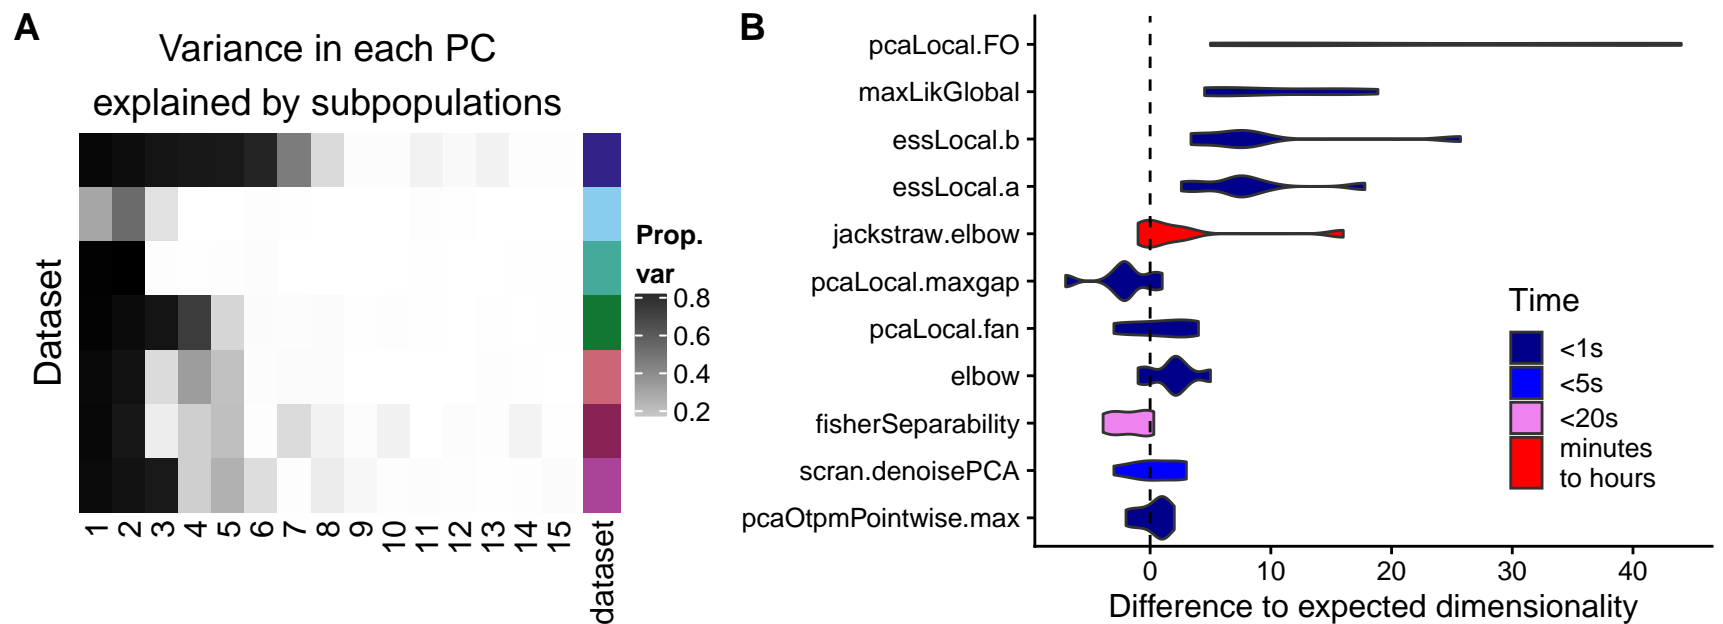 A
Variance in each PC
explained by subpopulations
Dataset
1 2 3 4 5 6 7 8 9 10 11 12 13 14 15
dataset
Prop.
var
0.8
0.6
0.4
0.2
B
pcaLocal.FO
maxLikGlobal
essLocal.b
essLocal.a
jackstraw.elbow
pcaLocal.maxgap
pcaLocal.fan
elbow
fisherSeparability
scran.denoisePCA
pcaOtpmPointwise.max
0 10 20 30 40
Difference to expected dimensionality
Time
<1s
<5s
<20s
minutes
to hours